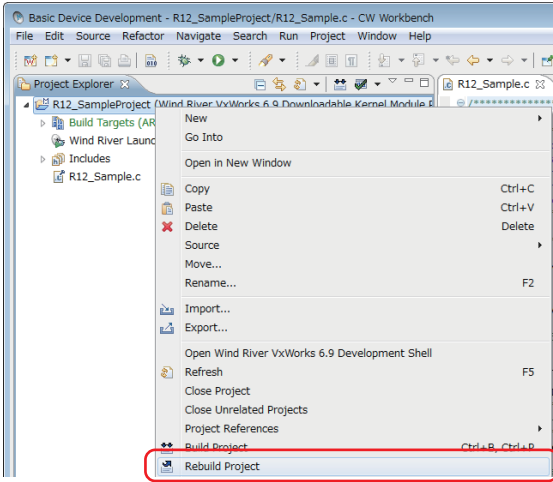 Basic Device Development - R12_SampleProject/R12_Sample.c - CW Workbench
File Edit Source Refactor Navigate Search Run Project Window Help
Project Explorer R12_Sample.c
R12_SampleProject (Wind River VxWorks 6.9 Downloadable Kernel Module P
Build Targets (AR
Wind River Launc
Includes
R12_Sample.c
New
Go Into
Open in New Window
Copy Ctrl+C
Paste Ctrl+V
Delete Delete
Source
Move...
Rename... F2
Import...
Export...
Open Wind River VxWorks 6.9 Development Shell
Refresh F5
Close Project
Close Unrelated Projects
Project References
Build Project Ctrl+B, Ctrl+P
Rebuild Project